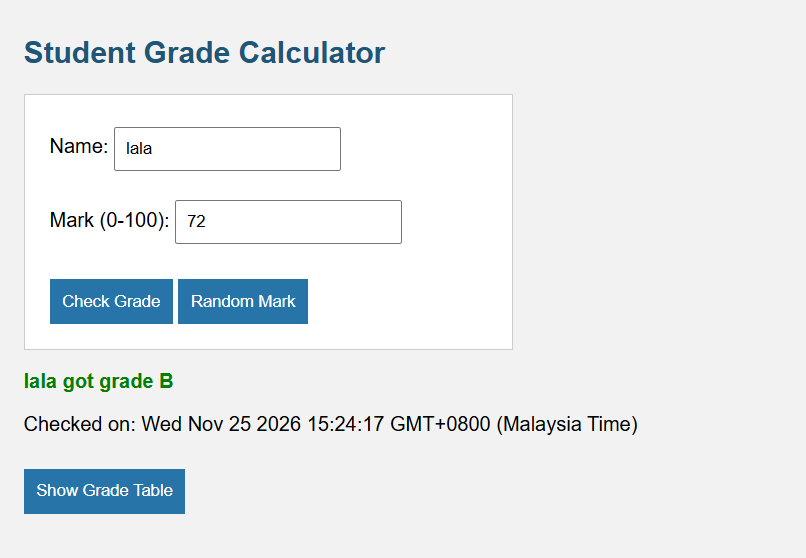 Student Grade Calculator
Name: lala
Mark (0-100): 72
Check Grade Random Mark
lala got grade B
Checked on: Wed Nov 25 2026 15:24:17 GMT+0800 (Malaysia Time)
Show Grade Table